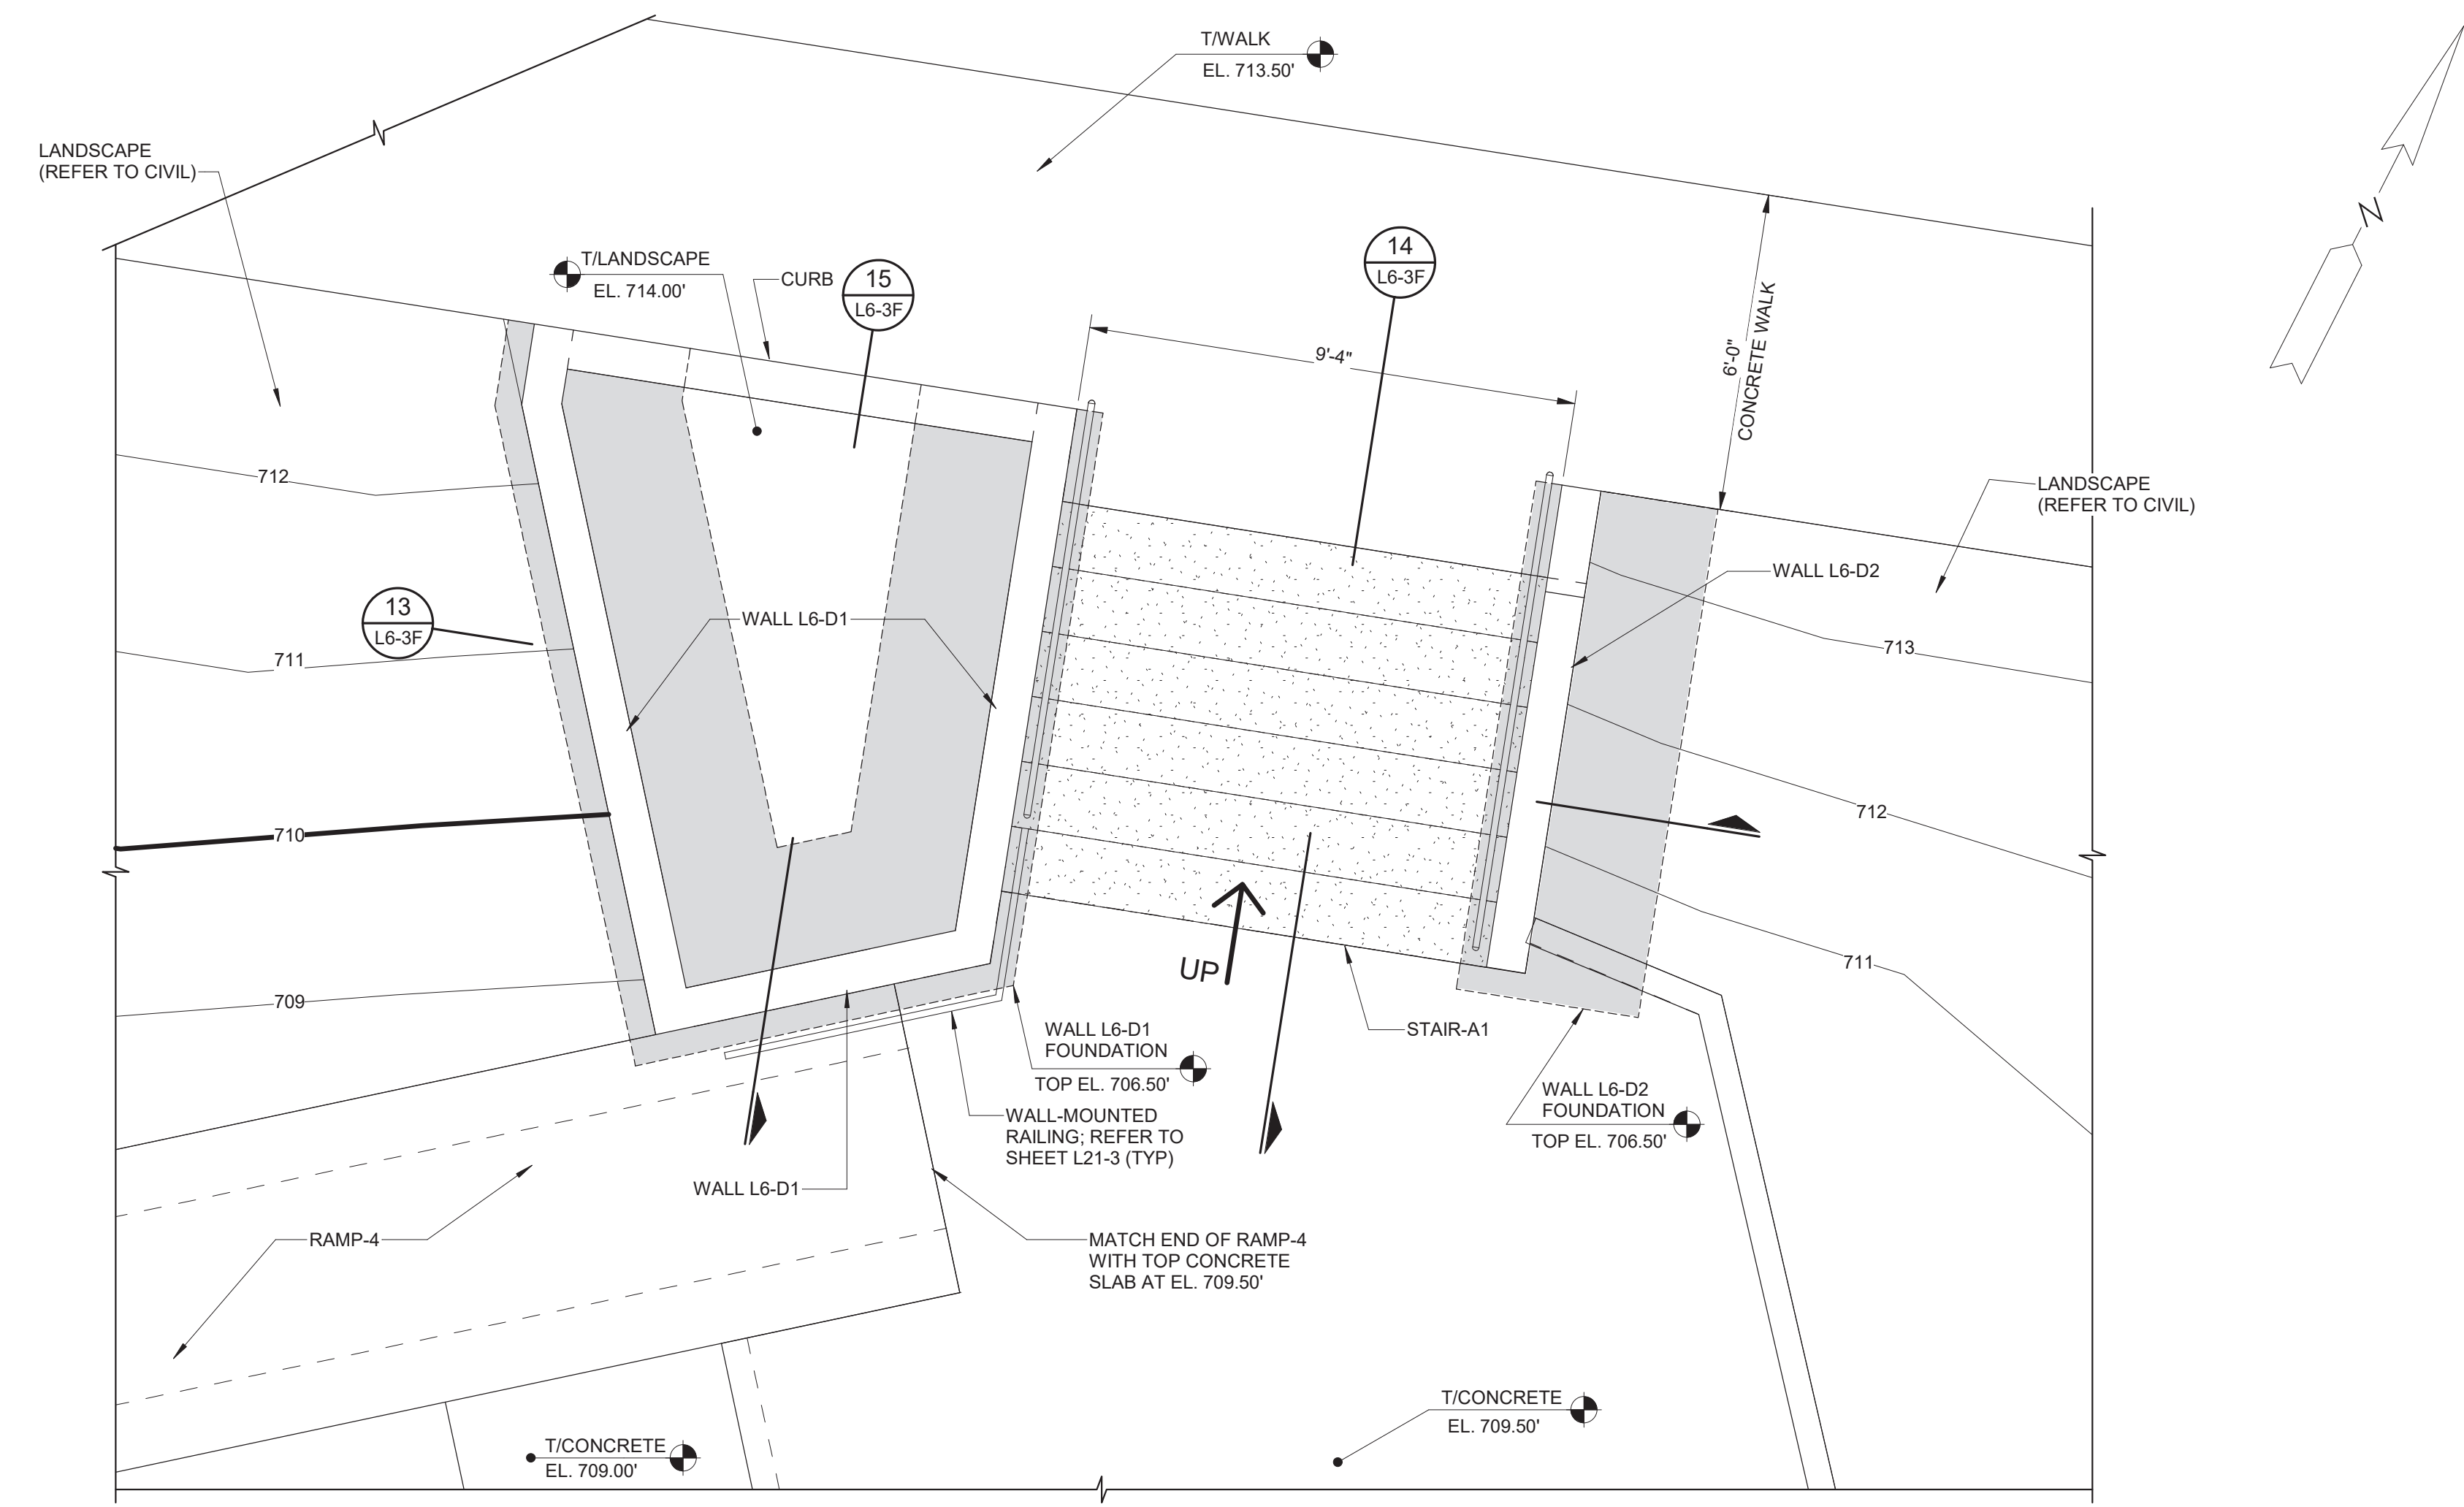 T/WALK
EL. 713.50'
LANDSCAPE
(REFER TO CIVIL)
N
T/LANDSCAPE
EL. 714.00'
CURB
15
L6-3F
14
L6-3F
6'-0"
CONCRETE WALK
9'-4"
712
LANDSCAPE
(REFER TO CIVIL)
WALL L6-D2
13
L6-3F
WALL L6-D1
711
713
710
712
709
711
UP
STAIR-A1
WALL L6-D1
FOUNDATION
TOP EL. 706.50'
WALL L6-D2
FOUNDATION
TOP EL. 706.50'
WALL-MOUNTED
RAILING; REFER TO
SHEET L21-3 (TYP)
WALL L6-D1
RAMP-4
MATCH END OF RAMP-4
WITH TOP CONCRETE
SLAB AT EL. 709.50'
T/CONCRETE
EL. 709.50'
T/CONCRETE
EL. 709.00'